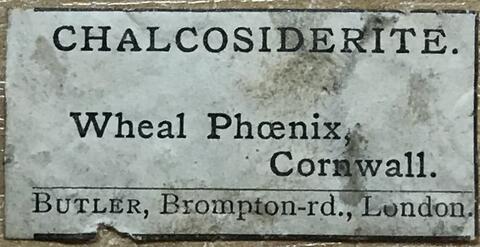 CHALCOSIDERITE.
Wheal Phœnix,
Cornwall.
BUTLER, Brompton-rd., London.